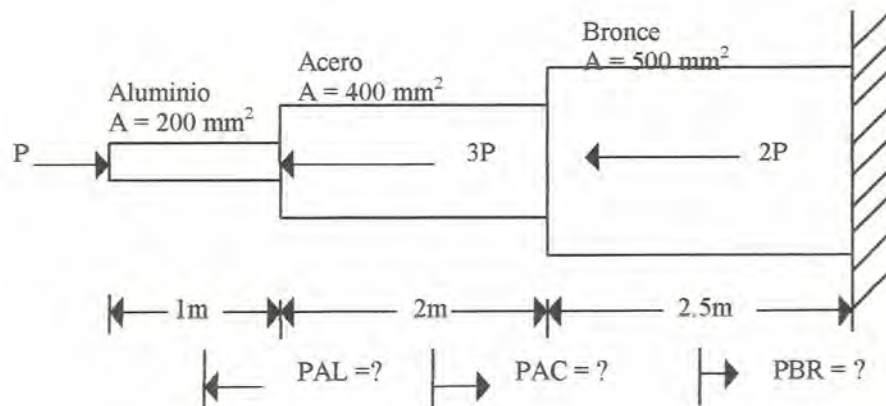 Bronce
A = 500 mm²
Acero
A = 400 mm²
Aluminio
A = 200 mm²
P
3P
2P
1m
2m
2.5m
PAL =?
PAC = ?
PBR = ?